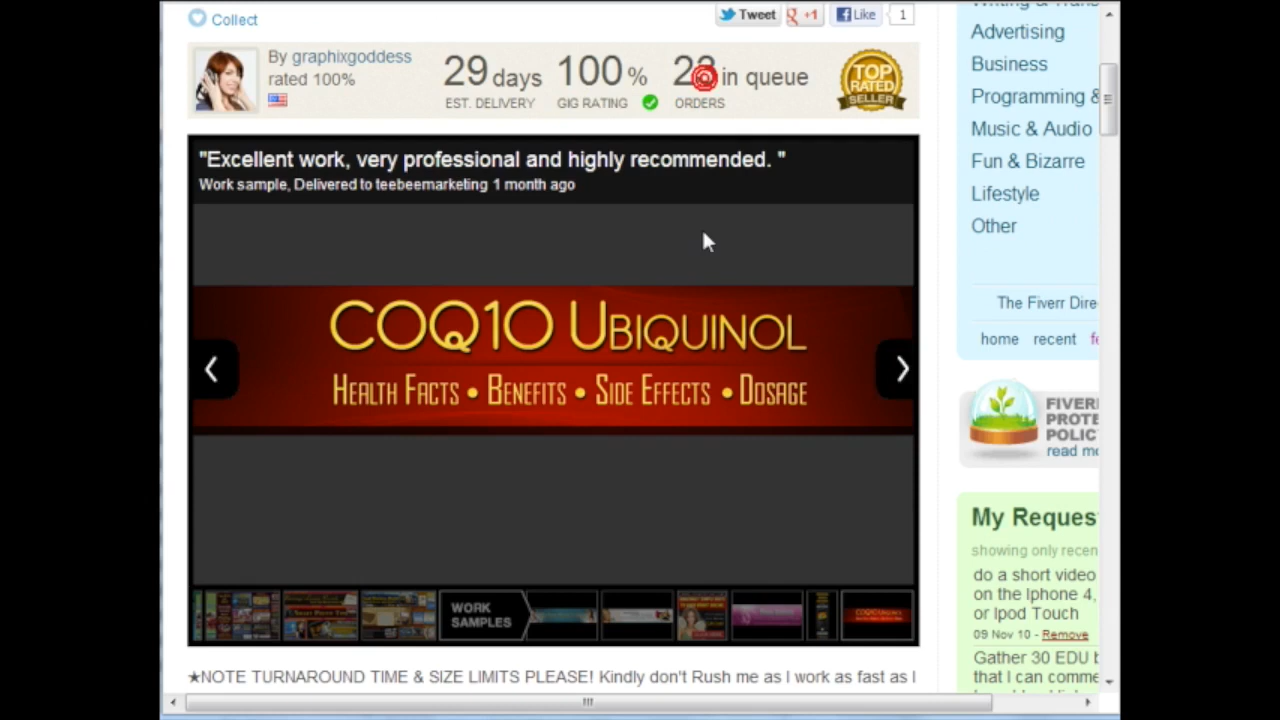 Collect
Tweet
+1
Like
1
By graphixgoddess
rated 100%
29 days
EST. DELIVERY
100 %
GIG RATING
in queue
ORDERS
TOP
RATED
SELLER
"Excellent work, very professional and highly recommended. "
Work sample, Delivered to teebeemarketing 1 month ago
COQ10 UBIQUINOL
HEALTH FACTS • BENEFITS • SIDE EFFECTS • DOSAGE
WORK
SAMPLES
★NOTE TURNAROUND TIME & SIZE LIMITS PLEASE! Kindly don't Rush me as I work as fast as I
Advertising
Business
Programming &
Music & Audio
Fun & Bizarre
Lifestyle
Other
The Fiverr Dire
home recent
FIVERR
PROTE
POLIC
read mo
My Reques
showing only recen
do a short video
on the Iphone 4,
or Ipod Touch
09 Nov 10 - Remove
Gather 30 EDU
that I can comme